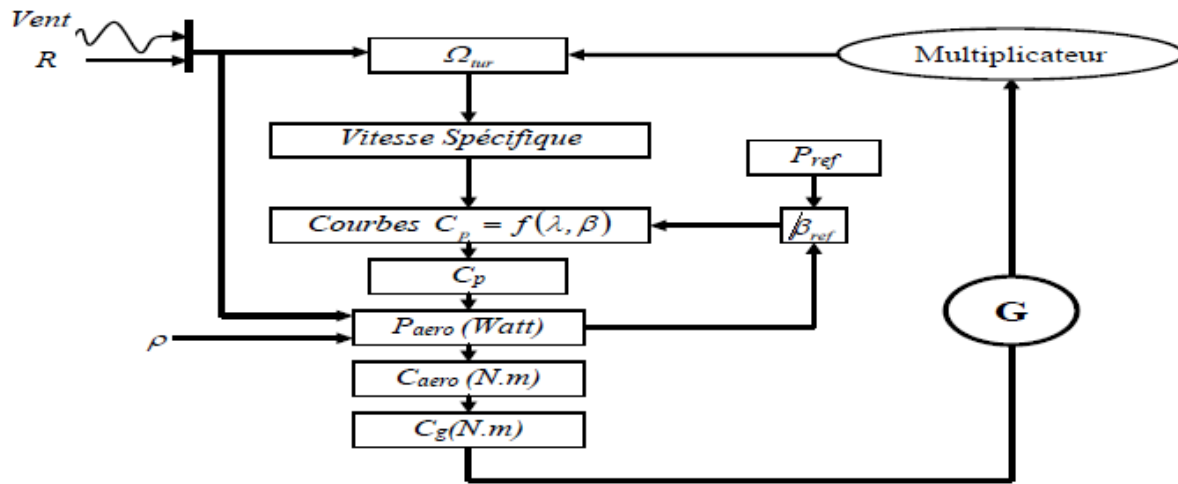 Vent
R
Ω_tur
Multiplicateur
Vitesse Spécifique
P_ref
Courbes C_p = f(λ, β)
β_ref
C_p
P_aero (Watt)
G
ρ
C_aero (N.m)
C_g(N.m)